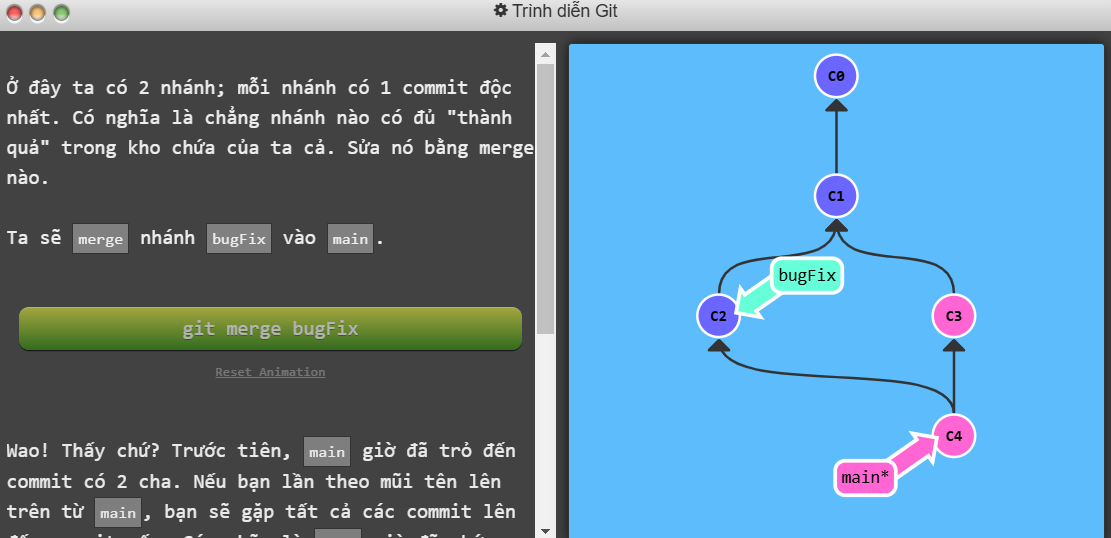 Trình diễn Git
Ở đây ta có 2 nhánh; mỗi nhánh có 1 commit độc
nhất. Có nghĩa là chẳng nhánh nào có đủ "thành
quả" trong kho chứa của ta cả. Sửa nó bằng merge
nào.
Ta sẽ merge nhánh bugFix vào main.
git merge bugFix
Reset Animation
Wao! Thấy chứ? Trước tiên, main giờ đã trỏ đến
commit có 2 cha. Nếu bạn lần theo mũi tên lên
trên từ main, bạn sẽ gặp tất cả các commit lên
C0
C1
bugFix
C2
C3
C4
main*